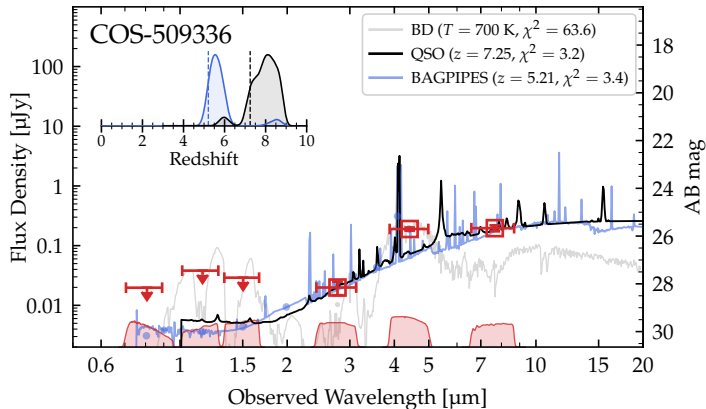 COS-509336
BD (T = 700 K, χ² = 63.6)
QSO (z = 7.25, χ² = 3.2)
BAGPIPES (z = 5.21, χ² = 3.4)
100
10
1
0.1
0.01
Flux Density [μJy]
0 2 4 6 8 10
Redshift
18
20
22
24
26
28
30
AB mag
0.6 1 1.5 2 3 4 5 10 15 20
Observed Wavelength [μm]